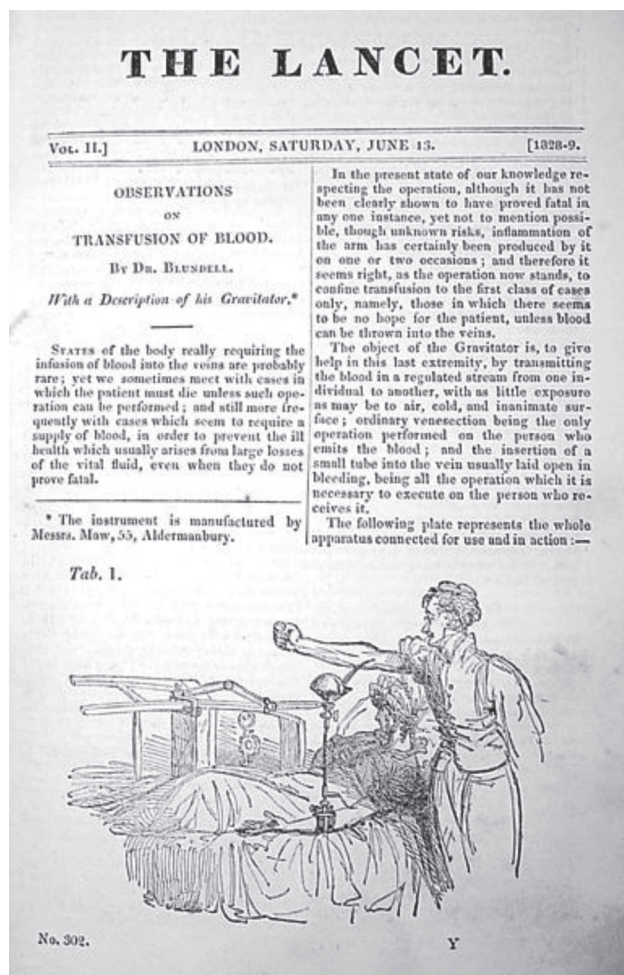 THE LANCET.
VOL. II.]
LONDON, SATURDAY, JUNE 13.
[1828-9.
OBSERVATIONS
ON
TRANSFUSION OF BLOOD.
BY DR. BLUNDELL.
With a Description of his Gravitator.*
STATES of the body really requiring the
infusion of blood into the veins are probably
rare; yet we sometimes meet with cases in
which the patient must die unless such ope-
ration can be performed; and still more fre-
quently with cases which seem to require a
supply of blood, in order to prevent the ill
health which usually arises from large losses
of the vital fluid, even when they do not
prove fatal.
* The instrument is manufactured by
Messrs. Maw, 55, Aldermanbury.
In the present state of our knowledge re-
specting the operation, although it has not
been clearly shown to have proved fatal in
any one instance, yet not to mention possi-
ble, though unknown risks, inflammation of
the arm has certainly been produced by it
on one or two occasions; and therefore it
seems right, as the operation now stands, to
confine transfusion to the first class of cases
only, namely, those in which there seems
to be no hope for the patient, unless blood
can be thrown into the veins.
The object of the Gravitator is, to give
help in this last extremity, by transmitting
the blood in a regulated stream from one in-
dividual to another, with as little exposure
as may be to air, cold, and inanimate sur-
face; ordinary venesection being the only
operation performed on the person who
emits the blood; and the insertion of a
small tube into the vein usually laid open in
bleeding, being all the operation which it is
necessary to execute on the person who re-
ceives it.
The following plate represents the whole
apparatus connected for use and in action:—
Tab. 1.
No. 302.
Y